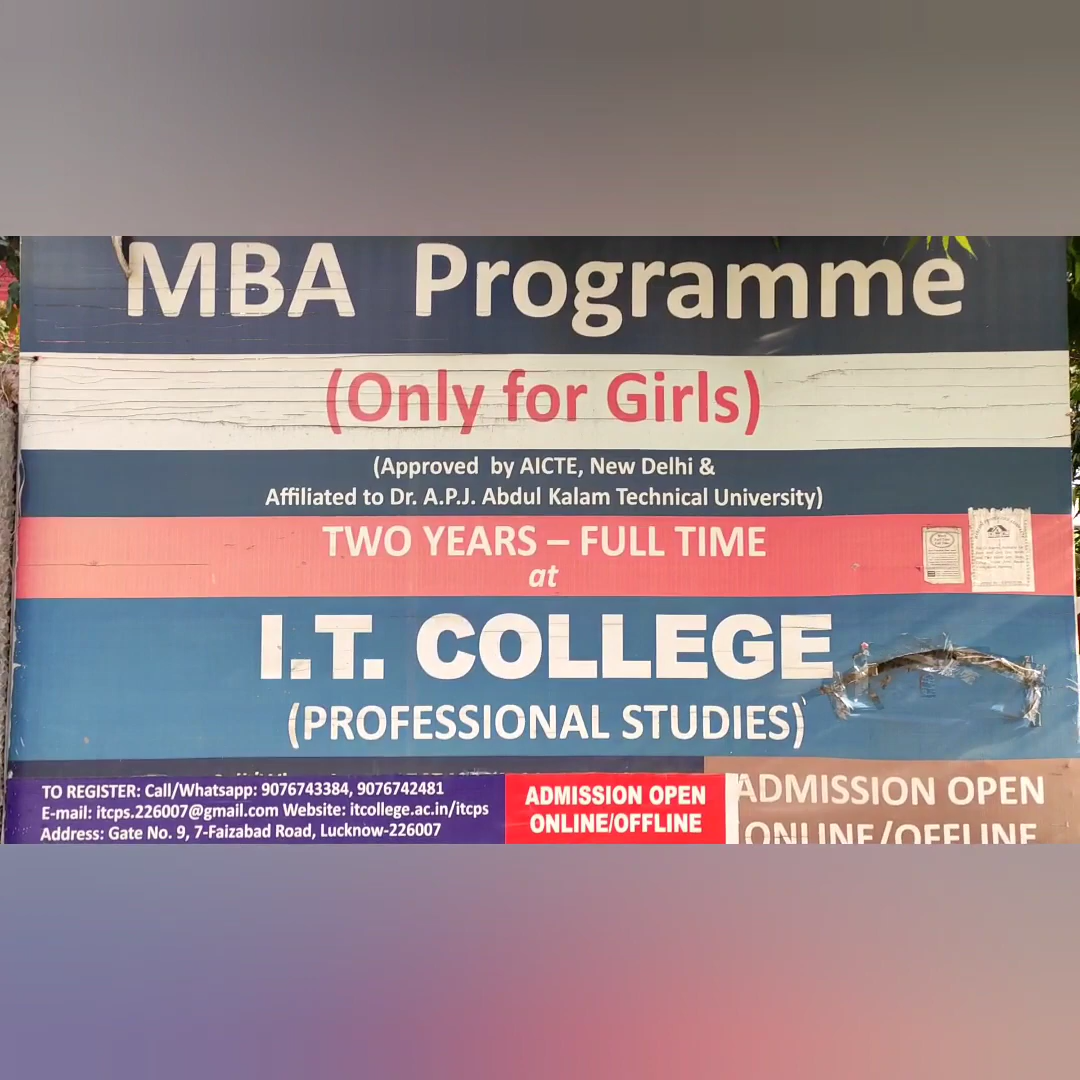 MBA Programme
(Only for Girls)
(Approved by AICTE, New Delhi &
Affiliated to Dr. A.P.J. Abdul Kalam Technical University)
TWO YEARS – FULL TIME
at
I.T. COLLEGE
(PROFESSIONAL STUDIES)
TO REGISTER: Call/Whatsapp: 9076743384, 9076742481
E-mail: itcps.226007@gmail.com Website: itcollege.ac.in/itcps
Address: Gate No. 9, 7-Faizabad Road, Lucknow-226007
ADMISSION OPEN
ONLINE/OFFLINE
ADMISSION OPEN
ONLINE/OFFLINE